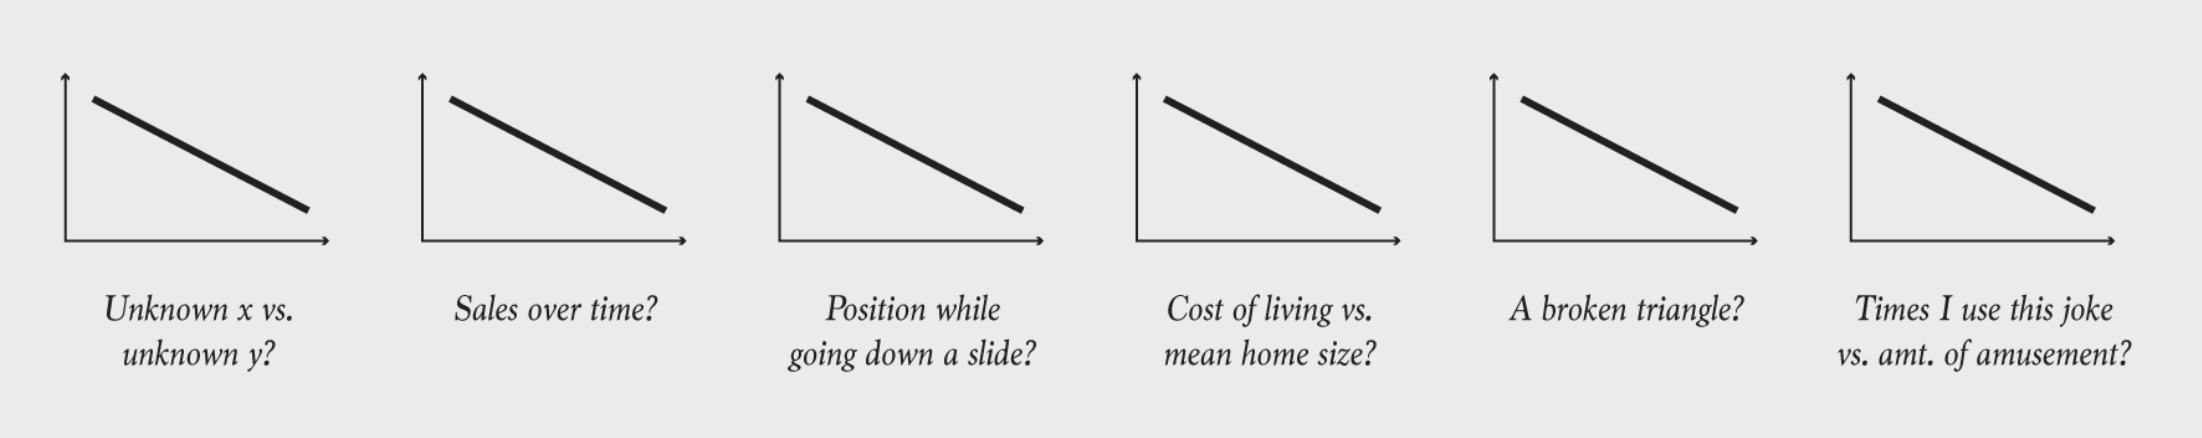 Unknown x vs.
unknown y?
Sales over time?
Position while
going down a slide?
Cost of living vs.
mean home size?
A broken triangle?
Times I use this joke
vs. amt. of amusement?